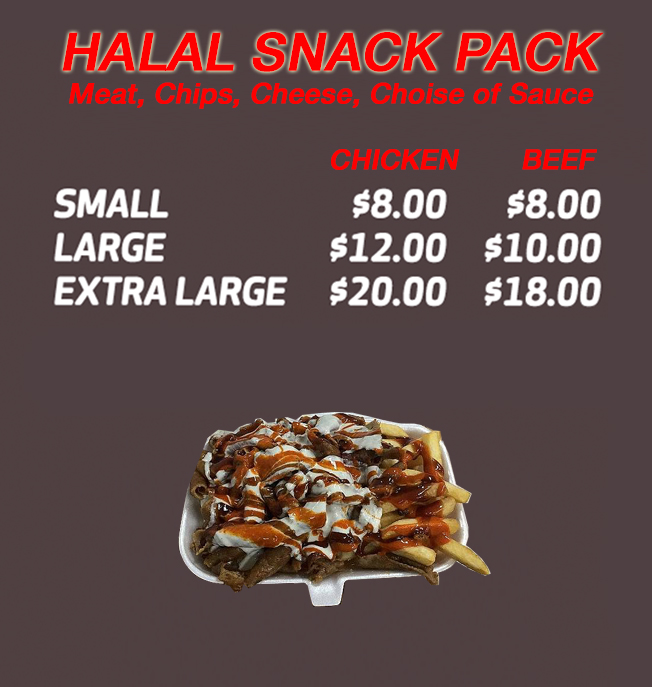 HALAL SNACK PACK
Meat, Chips, Cheese, Choise of Sauce
CHICKEN BEEF
SMALL $8.00 $8.00
LARGE $12.00 $10.00
EXTRA LARGE $20.00 $18.00